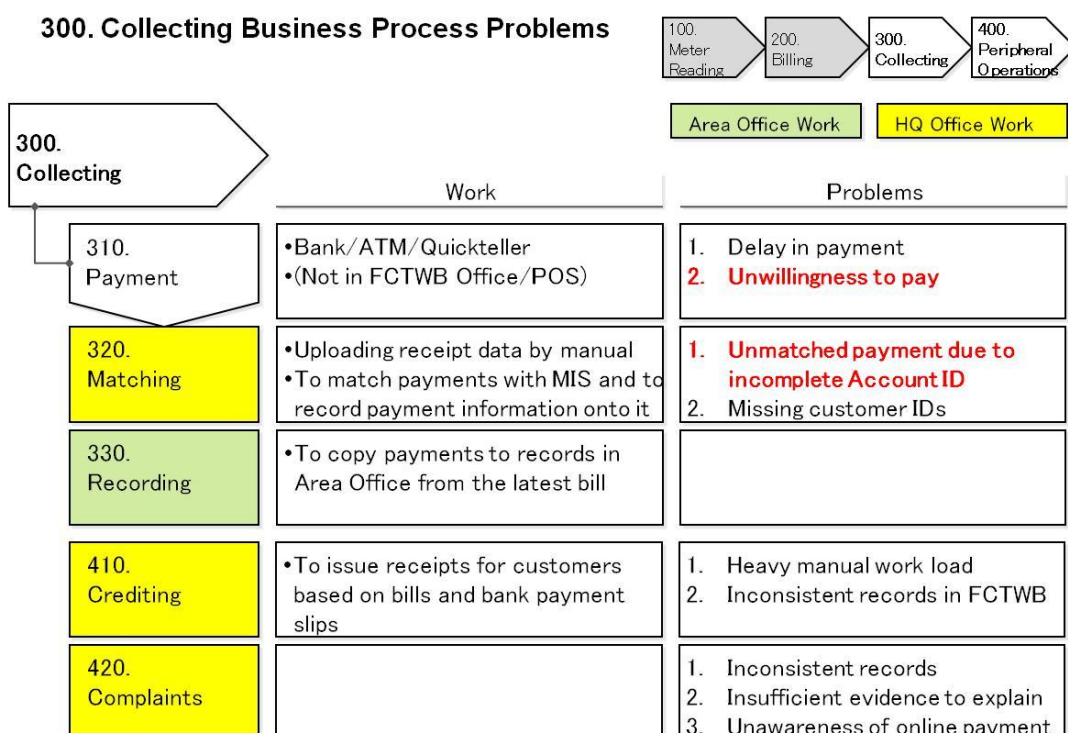 300. Collecting Business Process Problems
100.
Meter
Reading
200.
Billing
300.
Collecting
400.
Peripheral
Operations
Area Office Work
HQ Office Work
300.
Collecting
Work
Problems
310.
Payment
•Bank/ATM/Quickteller
•(Not in FCTWB Office/POS)
1. Delay in payment
2. Unwillingness to pay
320.
Matching
•Uploading receipt data by manual
•To match payments with MIS and to
record payment information onto it
1. Unmatched payment due to
incomplete Account ID
2. Missing customer IDs
330.
Recording
•To copy payments to records in
Area Office from the latest bill
410.
Crediting
•To issue receipts for customers
based on bills and bank payment
slips
1. Heavy manual work load
2. Inconsistent records in FCTWB
420.
Complaints
1. Inconsistent records
2. Insufficient evidence to explain
3. Unawareness of online payment